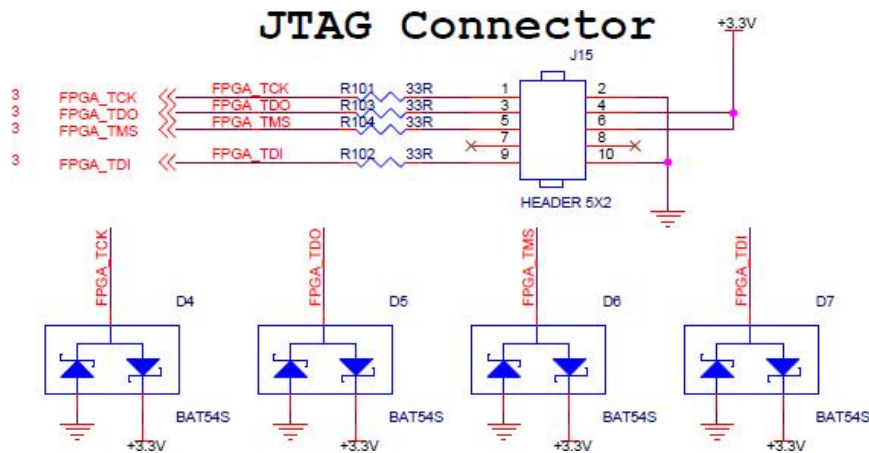 JTAG Connector
+3.3V
J15
3 FPGA_TCK FPGA_TCK R101 33R 1 2
3 FPGA_TDO FPGA_TDO R103 33R 3 4
3 FPGA_TMS FPGA_TMS R104 33R 5 6
7 8
3 FPGA_TDI FPGA_TDI R102 33R 9 10
HEADER 5X2
FPGA_TCK FPGA_TDO FPGA_TMS FPGA_TDI
D4 D5 D6 D7
BAT54S BAT54S BAT54S BAT54S
+3.3V +3.3V +3.3V +3.3V